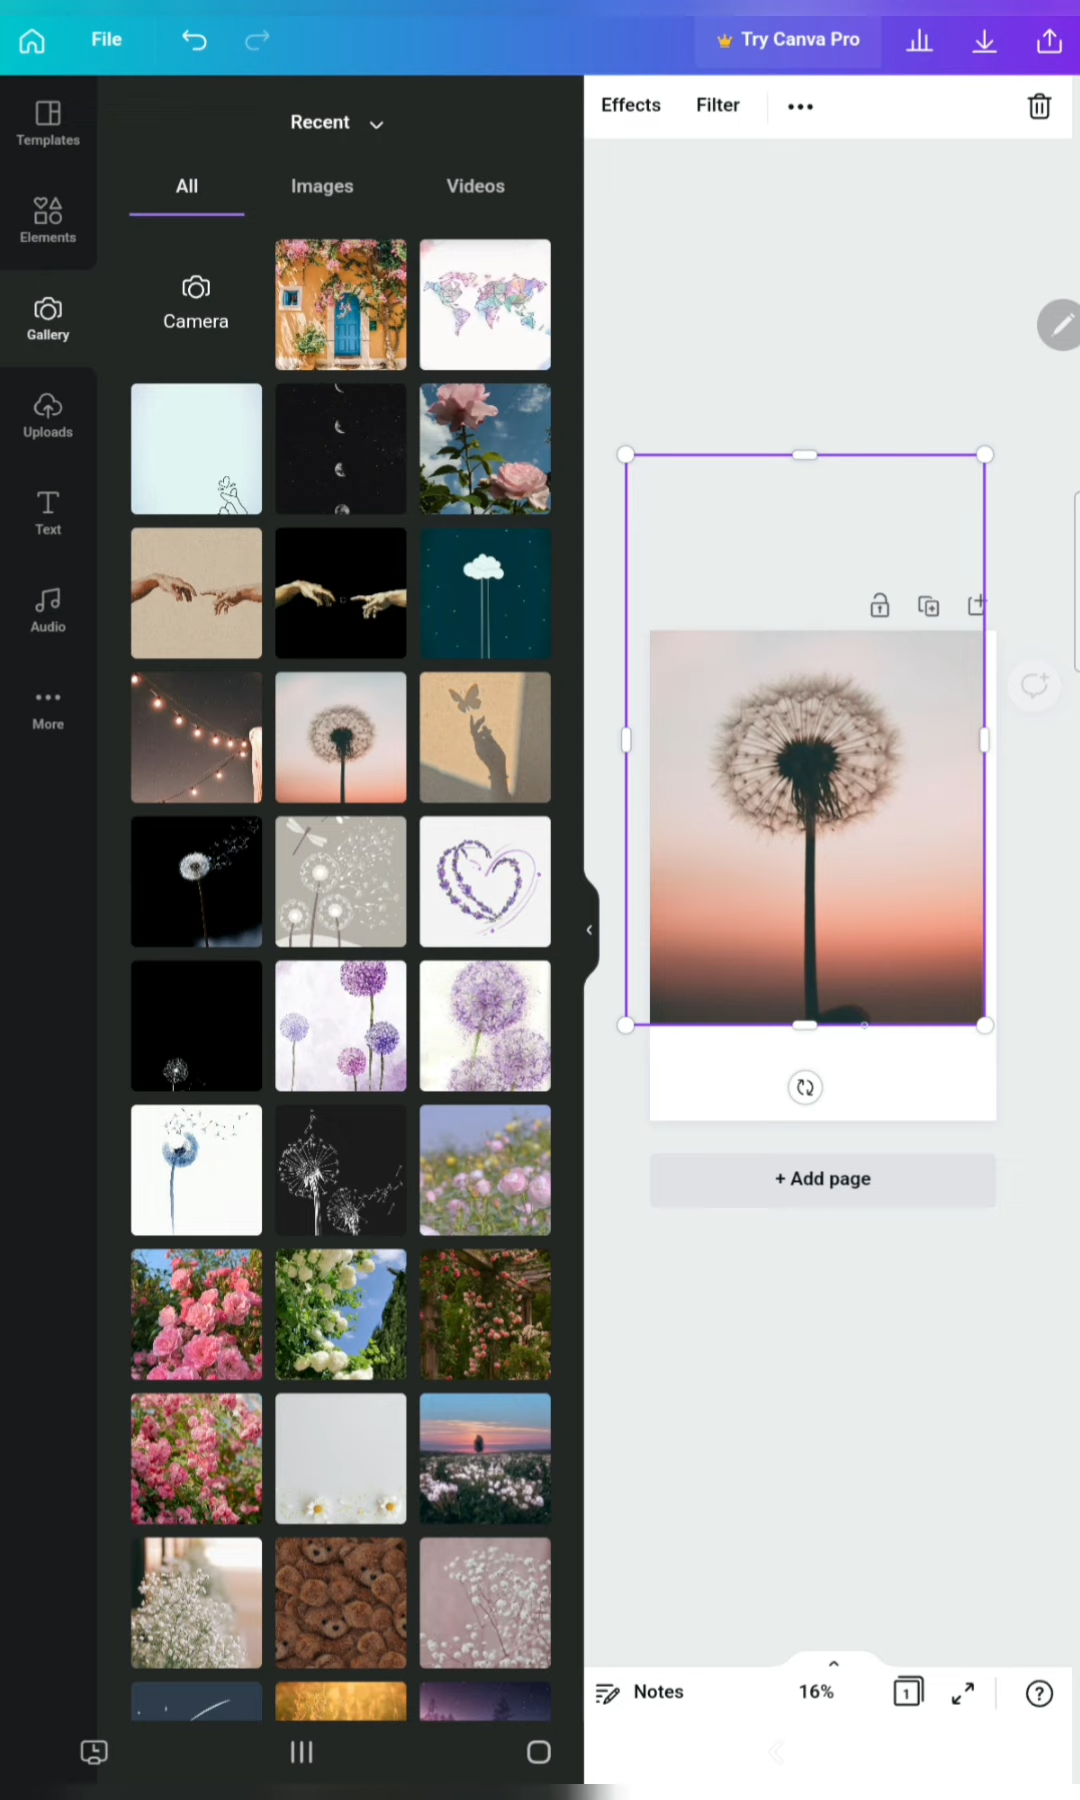 File
Try Canva Pro
Templates
Elements
Gallery
Uploads
Text
Audio
More
Recent
All
Images
Videos
Camera
Effects
Filter
+ Add page
Notes
16%
1
?